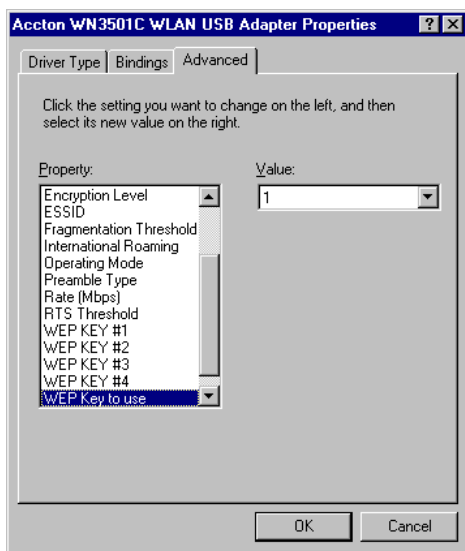 Accton WN3501C WLAN USB Adapter Properties
Driver Type Bindings Advanced
Click the setting you want to change on the left, and then
select its new value on the right.
Property: Value:
Encryption Level 1
ESSID
Fragmentation Threshold
International Roaming
Operating Mode
Preamble Type
Rate (Mbps)
RTS Threshold
WEP KEY #1
WEP KEY #2
WEP KEY #3
WEP KEY #4
WEP Key to use
OK Cancel